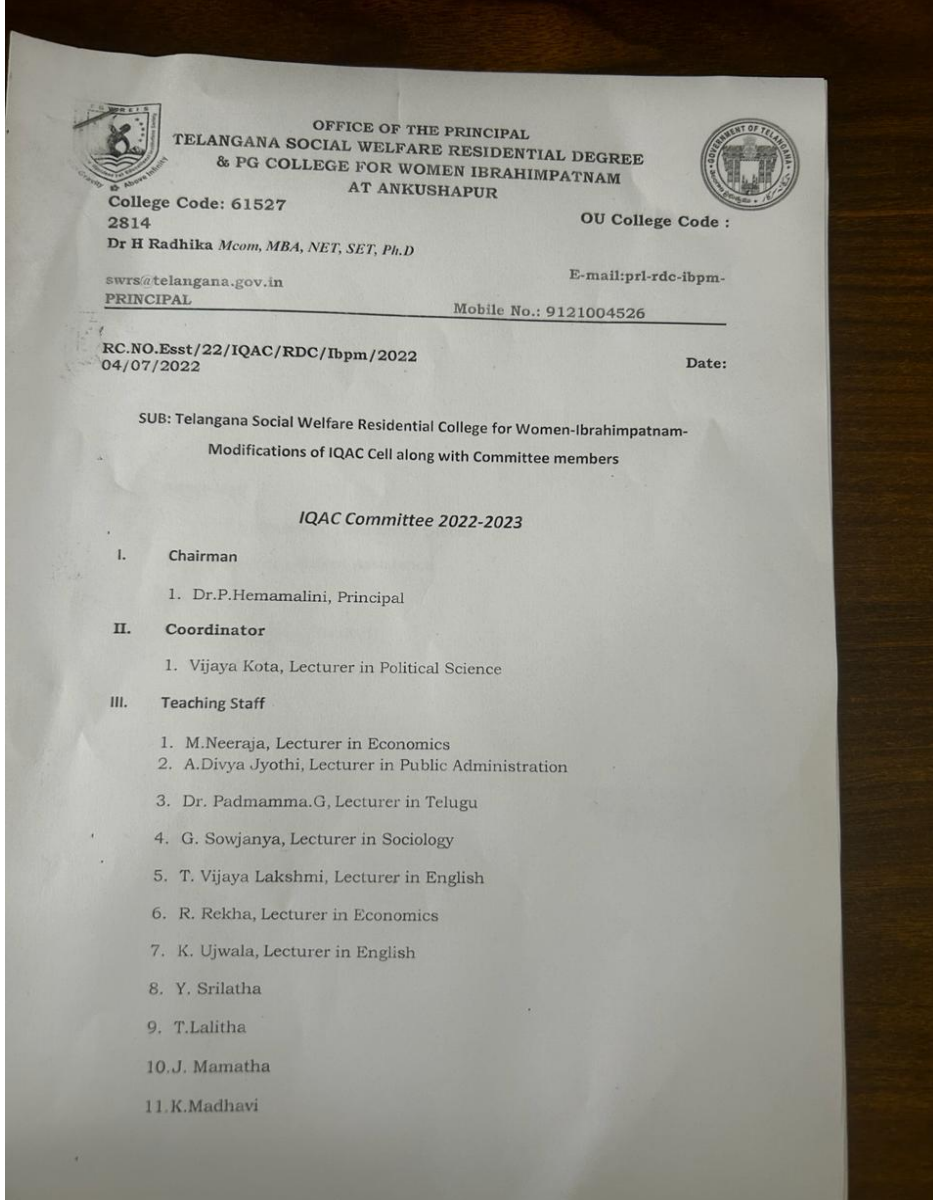 OFFICE OF THE PRINCIPAL
TELANGANA SOCIAL WELFARE RESIDENTIAL DEGREE
& PG COLLEGE FOR WOMEN IBRAHIMPATNAM
AT ANKUSHAPUR
GOVERNMENT OF TELANGANA
Above Infinity
College Code: 61527
OU College Code :
2814
Dr H Radhika Mcom, MBA, NET, SET, Ph.D
E-mail:prl-rdc-ibpm-
swrs@telangana.gov.in
PRINCIPAL
Mobile No.: 9121004526
RC.NO.Esst/22/IQAC/RDC/Ibpm/2022
Date:
04/07/2022
SUB: Telangana Social Welfare Residential College for Women-Ibrahimpatnam-
Modifications of IQAC Cell along with Committee members
IQAC Committee 2022-2023
I. Chairman
1. Dr.P.Hemamalini, Principal
II. Coordinator
1. Vijaya Kota, Lecturer in Political Science
III. Teaching Staff
1. M.Neeraja, Lecturer in Economics
2. A.Divya Jyothi, Lecturer in Public Administration
3. Dr. Padmamma.G, Lecturer in Telugu
4. G. Sowjanya, Lecturer in Sociology
5. T. Vijaya Lakshmi, Lecturer in English
6. R. Rekha, Lecturer in Economics
7. K. Ujwala, Lecturer in English
8. Y. Srilatha
9. T.Lalitha
10.J. Mamatha
11.K.Madhavi